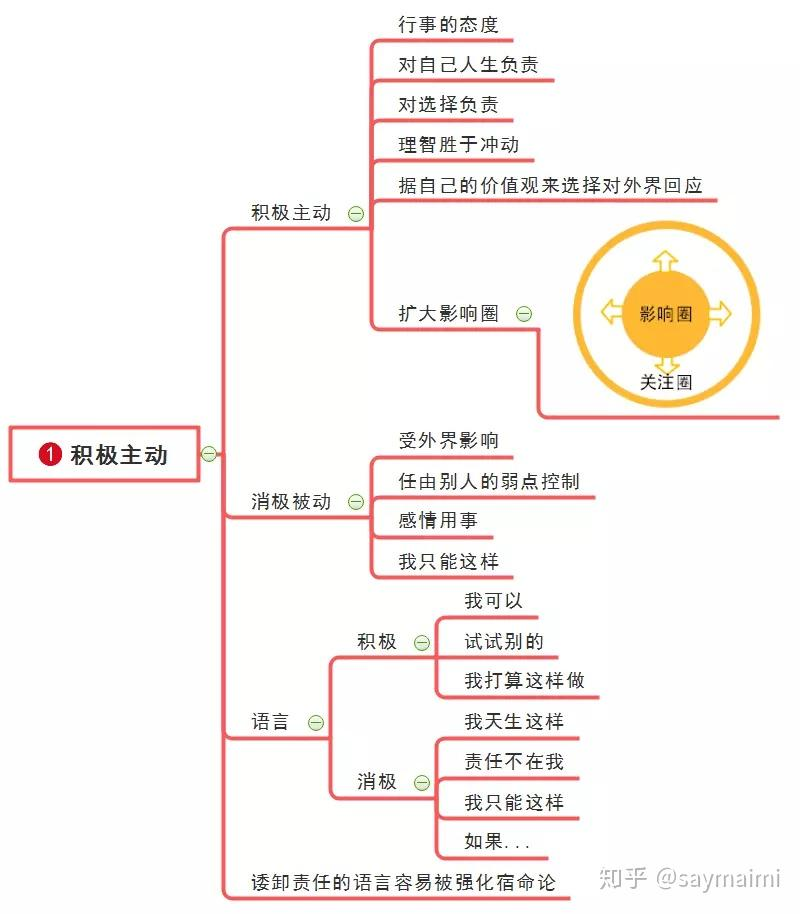 行事的态度
对自己人生负责
对选择负责
理智胜于冲动
据自己的价值观来选择对外界回应
积极主动
扩大影响圈
影响圈
关注圈
1 积极主动
受外界影响
任由别人的弱点控制
消极被动
感情用事
我只能这样
我可以
积极
试试别的
我打算这样做
语言
我天生这样
责任不在我
消极
我只能这样
如果...
诿卸责任的语言容易被强化宿命论
知乎 @saymaimi